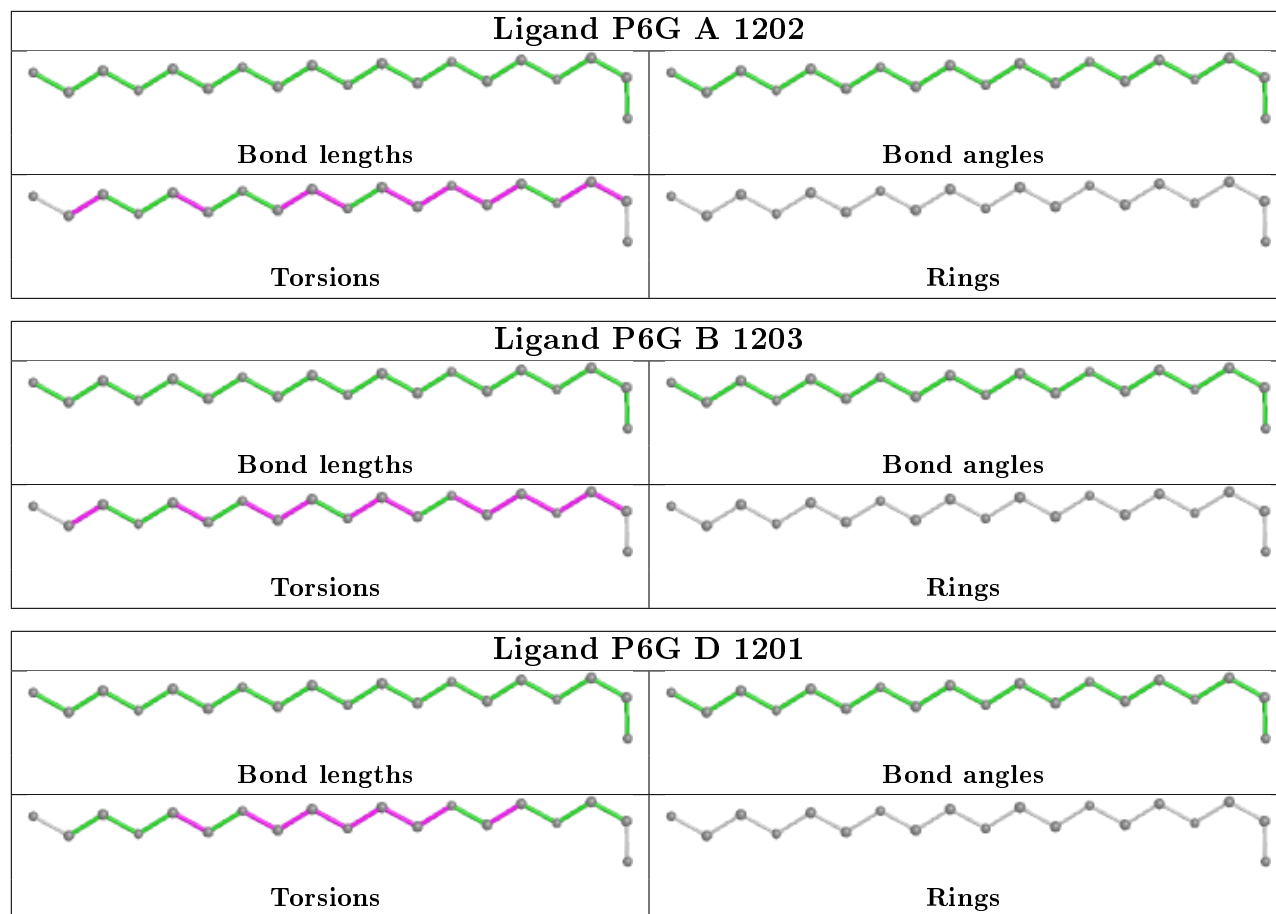 Ligand P6G A 1202
Bond lengths
Bond angles
Torsions
Rings
Ligand P6G B 1203
Bond lengths
Bond angles
Torsions
Rings
Ligand P6G D 1201
Bond lengths
Bond angles
Torsions
Rings